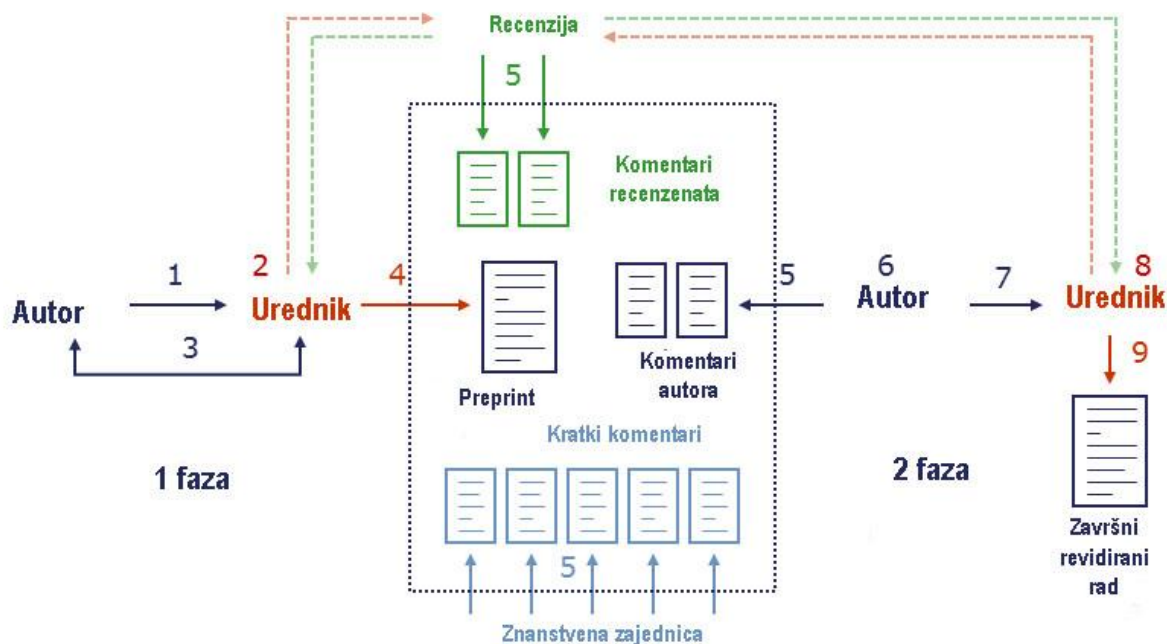 Recenzija
5
Komentari
recenzenata
1
2
4
5
6
7
8
Autor
Urednik
Autor
Urednik
3
9
Preprint
Komentari
autora
Kratki komentari
1 faza
2 faza
5
Završni
revidirani
rad
Znanstvena zajednica